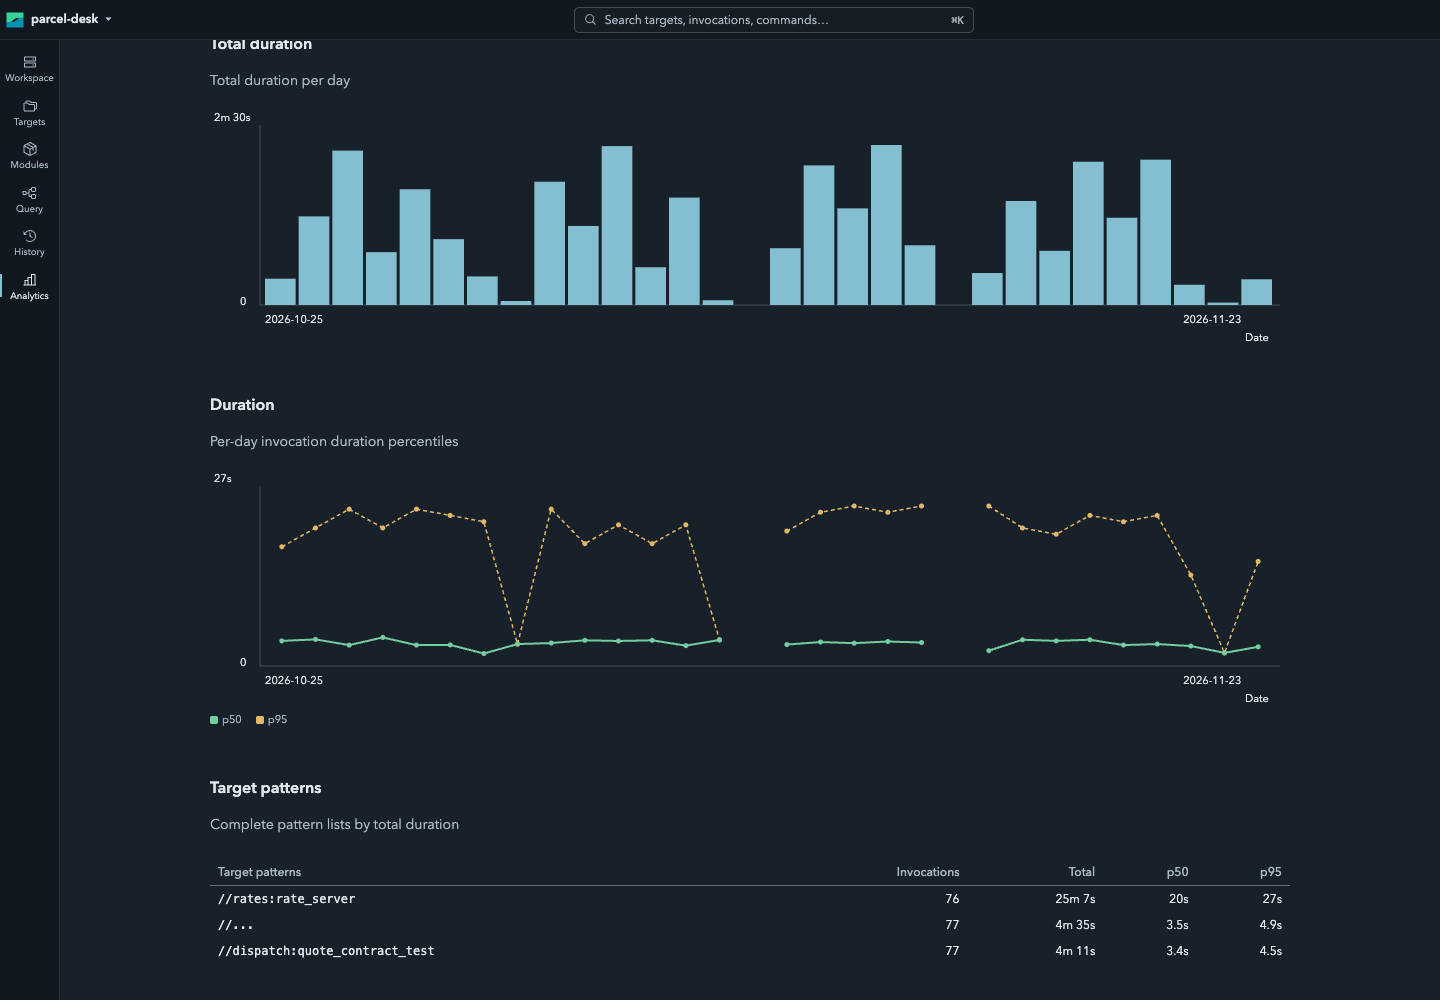 parcel-desk
Search targets, invocations, commands...
⌘K
Workspace
Targets
Modules
Query
History
Analytics
Total duration
Total duration per day
2m 30s
0
2026-10-25
2026-11-23
Date
Duration
Per-day invocation duration percentiles
27s
0
2026-10-25
2026-11-23
Date
p50
p95
Target patterns
Complete pattern lists by total duration
Target patterns Invocations Total p50 p95
//rates:rate_server 76 25m 7s 20s 27s
//... 77 4m 35s 3.5s 4.9s
//dispatch:quote_contract_test 77 4m 11s 3.4s 4.5s